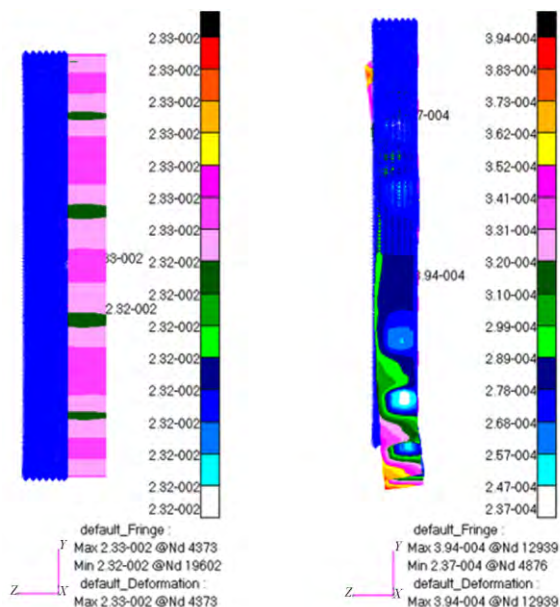 2.33-002
2.33-002
2.33-002
2.33-002
2.33-002
2.33-002
2.33-002
2.32-002
2.32-002
2.32-002
2.32-002
2.32-002
2.32-002
2.32-002
2.32-002
2.32-002
33-002
2.32-002
default_Fringe :
Max 2.33-002 @Nd 4373
Min 2.32-002 @Nd 19602
default_Deformation :
Max 2.33-002 @Nd 4373
Y
Z
X
3.94-004
3.83-004
3.73-004
3.62-004
3.52-004
3.41-004
3.31-004
3.20-004
3.10-004
2.99-004
2.89-004
2.78-004
2.68-004
2.57-004
2.47-004
2.37-004
7-004
.94-004
default_Fringe :
Max 3.94-004 @Nd 12939
Min 2.37-004 @Nd 4876
default_Deformation :
Max 3.94-004 @Nd 12939
Y
Z
X